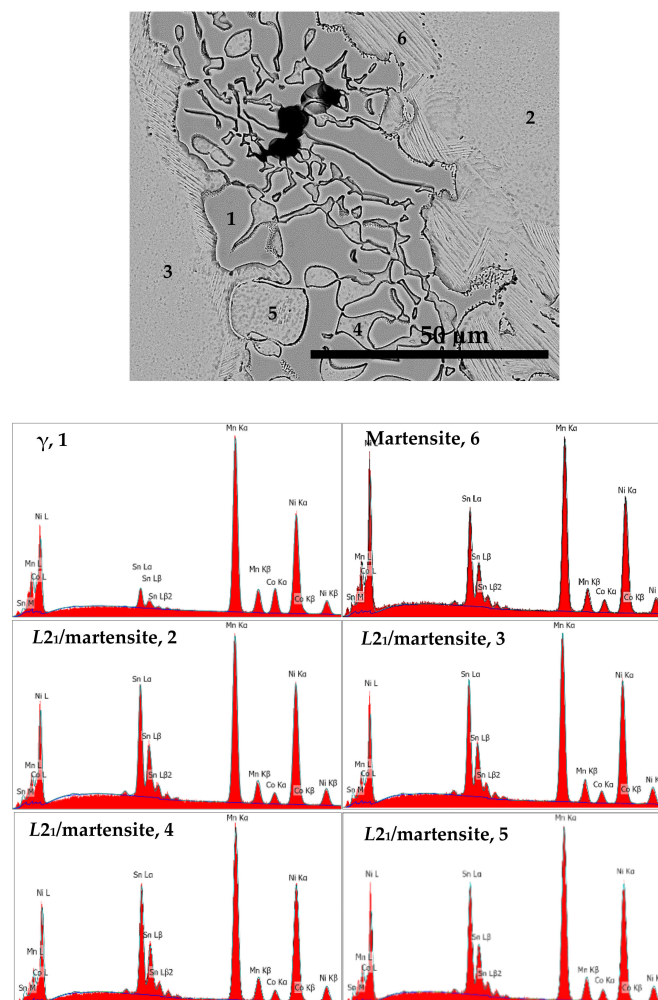 6
2
1
3
5
4
50 μm
γ, 1
Mn Kα
Ni L
Mn L
Co L
Sn M
Sn Lα
Sn Lβ
Sn Lβ2
Mn Kβ
Co Kα
Ni Kα
Co Kβ
Ni Kβ
Martensite, 6
Mn Kα
Mn L
Co L
Sn M
Sn Lα
Sn Lβ
Sn Lβ2
Mn Kβ
Co Kα
Ni Kα
Co Kβ
L2₁/martensite, 2
Mn Kα
Ni L
Mn L
Co L
Sn M
Sn Lα
Sn Lβ
Sn Lβ2
Mn Kβ
Co Kα
Ni Kα
Co Kβ
Ni Kβ
L2₁/martensite, 3
Mn Kα
Ni L
Mn L
Co L
Sn M
Sn Lα
Sn Lβ
Sn Lβ2
Mn Kβ
Co Kα
Ni Kα
Co Kβ
L2₁/martensite, 4
Mn Kα
Ni L
Mn L
Co L
Sn M
Sn Lα
Sn Lβ
Sn Lβ2
Mn Kβ
Co Kα
Ni Kα
Co Kβ
Ni Kβ
L2₁/martensite, 5
Mn Kα
Ni L
Mn L
Co L
Sn M
Sn Lα
Sn Lβ
Sn Lβ2
Mn Kβ
Co Kα
Ni Kα
Co Kβ